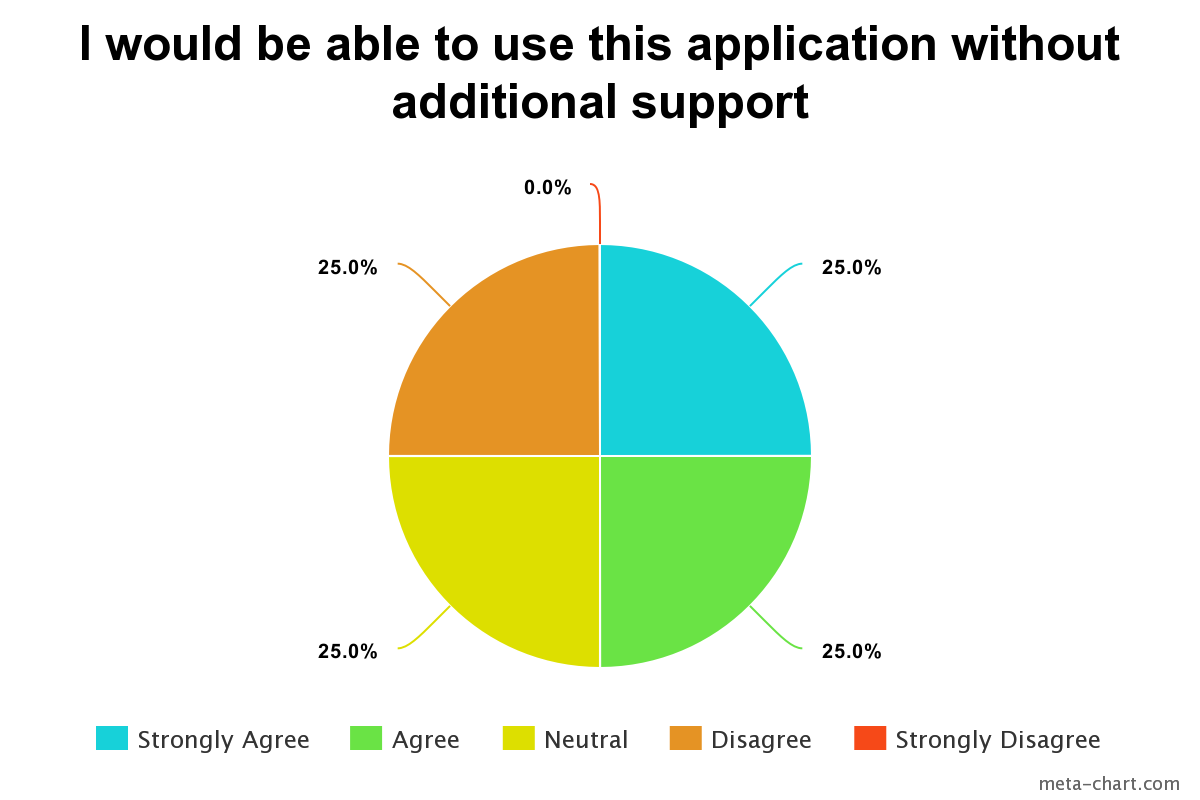 I would be able to use this application without
additional support
0.0%
25.0%
25.0%
25.0%
25.0%
Strongly Agree
Agree
Neutral
Disagree
Strongly Disagree
meta-chart.com